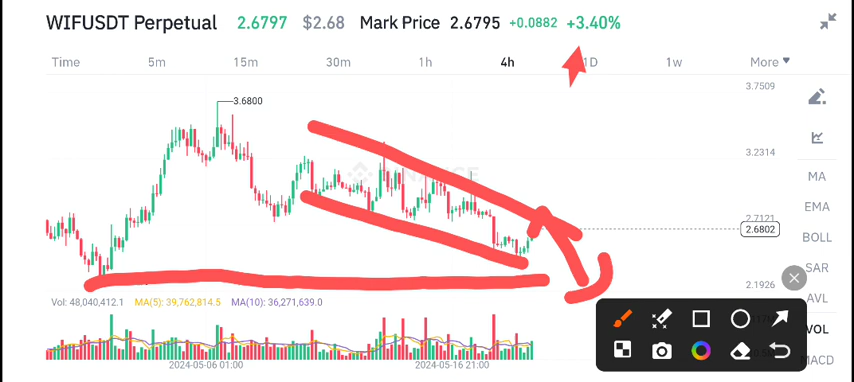 WIFUSDT Perpetual 2.6797 $2.68 Mark Price 2.6795 +0.0882 +3.40%
Time 5m 15m 30m 1h 4h 1D 1w More
3.7509
3.6800
3.2314
MA
EMA
2.7121
2.6802
BOLL
SAR
2.1926
AVL
Vol: 48,040,412.1 MA(5): 39,762,814.5 MA(10): 36,271,639.0
VOL
MACD
2024-05-06 01:00 2024-05-16 21:00